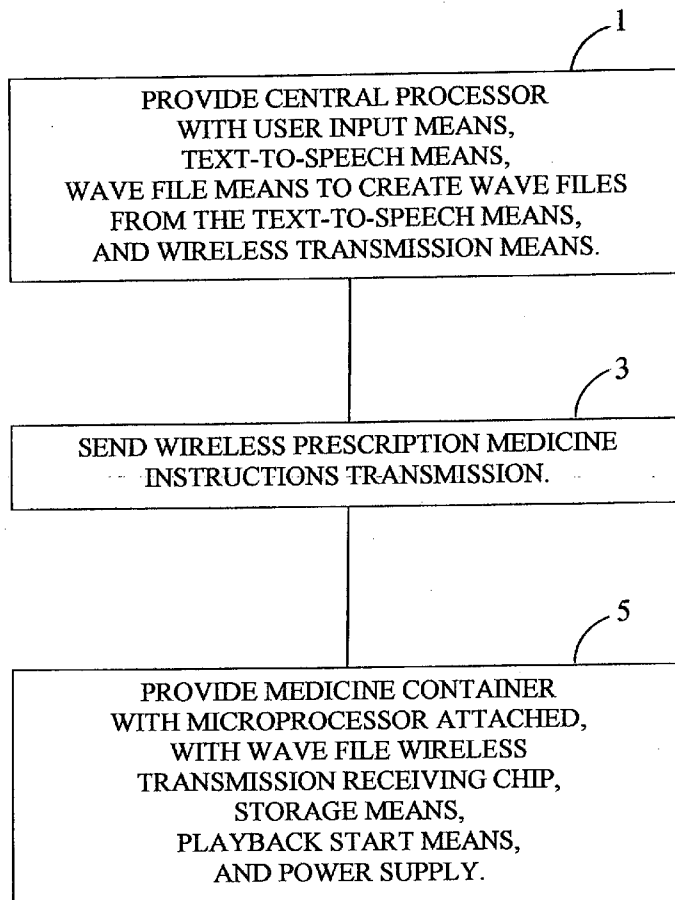 1
PROVIDE CENTRAL PROCESSOR
WITH USER INPUT MEANS,
TEXT-TO-SPEECH MEANS,
WAVE FILE MEANS TO CREATE WAVE FILES
FROM THE TEXT-TO-SPEECH MEANS,
AND WIRELESS TRANSMISSION MEANS.
3
SEND WIRELESS PRESCRIPTION MEDICINE
INSTRUCTIONS TRANSMISSION.
5
PROVIDE MEDICINE CONTAINER
WITH MICROPROCESSOR ATTACHED,
WITH WAVE FILE WIRELESS
TRANSMISSION RECEIVING CHIP,
STORAGE MEANS,
PLAYBACK START MEANS,
AND POWER SUPPLY.